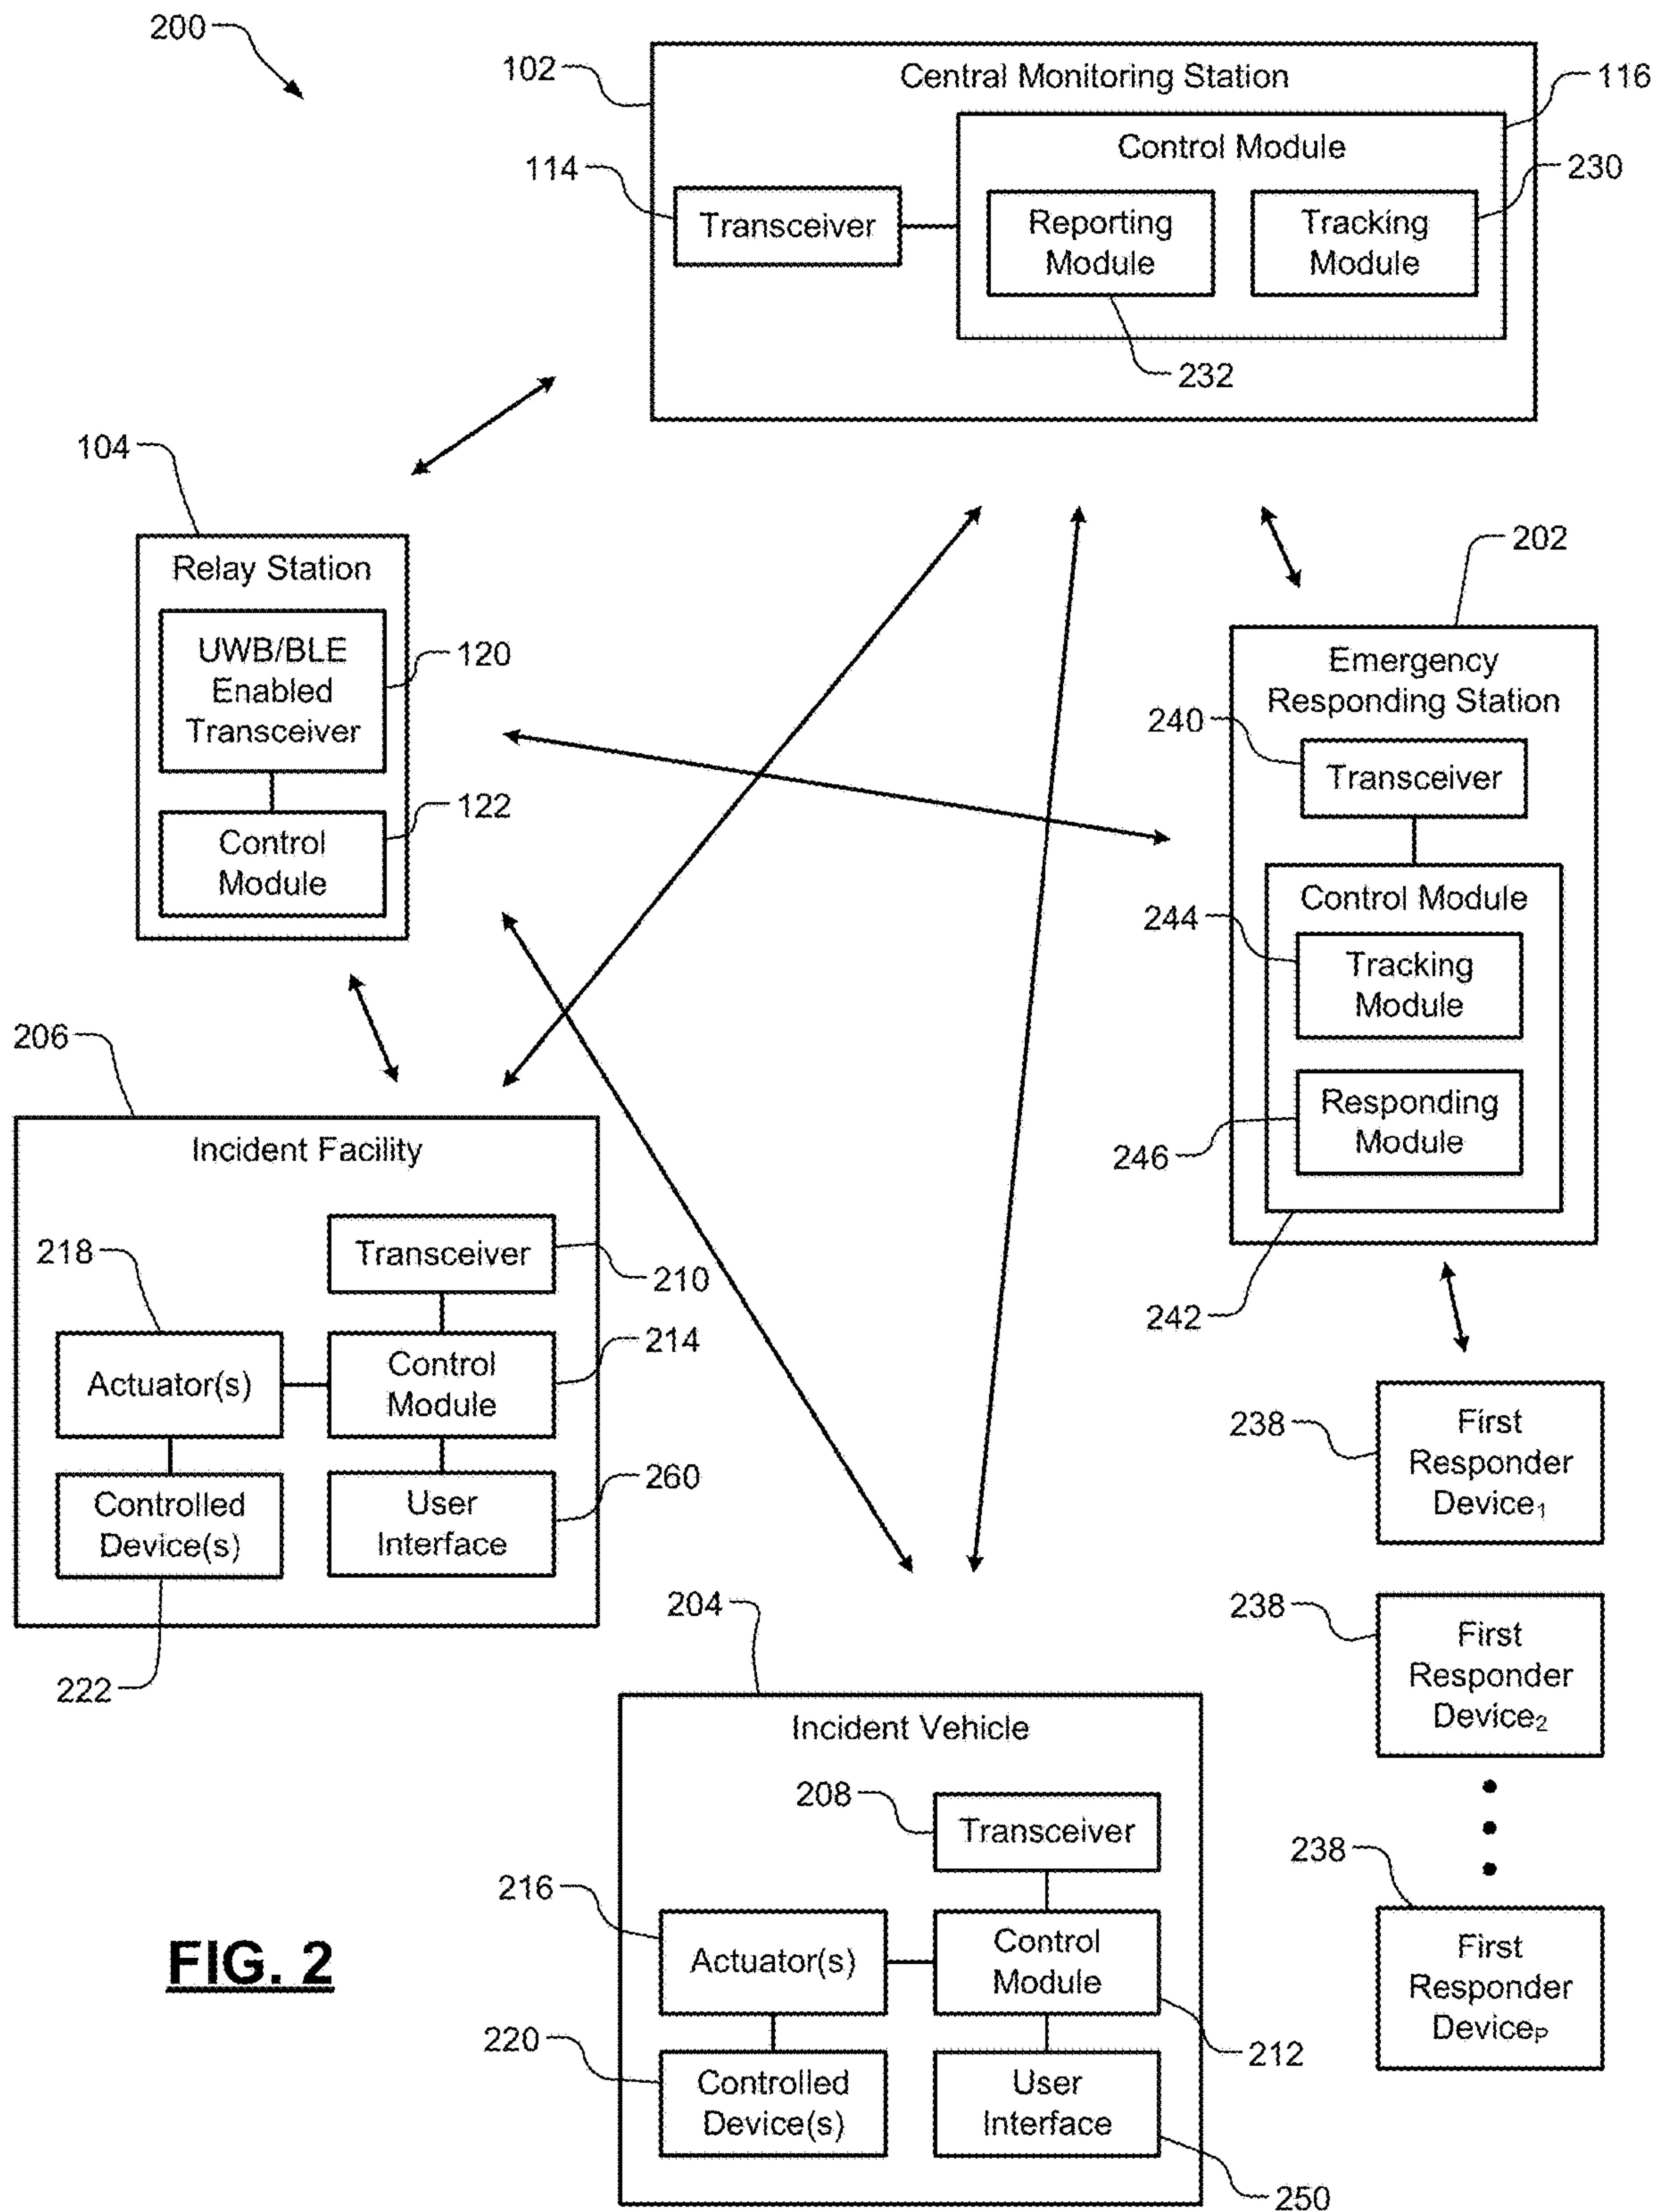 200
102
Central Monitoring Station
116
Control Module
114
230
Transceiver
Reporting
Module
Tracking
Module
232
104
Relay Station
UWB/BLE
Enabled
Transceiver
120
122
Control
Module
202
Emergency
Responding Station
240
Transceiver
Control Module
244
Tracking
Module
Responding
Module
246
242
206
Incident Facility
218
Transceiver
210
214
Actuator(s)
Control
Module
260
Controlled
Device(s)
User
Interface
222
238
First
Responder
Device1
238
First
Responder
Device2
238
First
Responder
DeviceP
204
Incident Vehicle
208
Transceiver
216
Actuator(s)
Control
Module
220
212
Controlled
Device(s)
User
Interface
250
FIG. 2